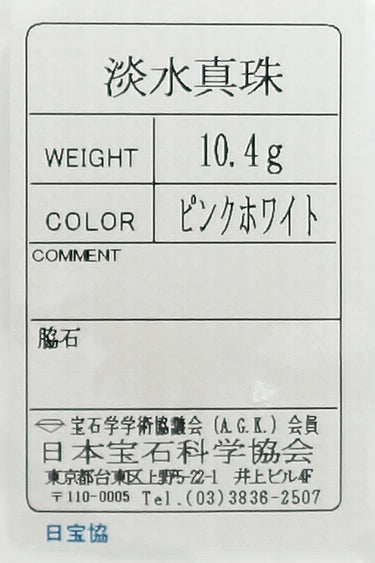 淡水真珠
WEIGHT 10.4g
COLOR ピンクホワイト
COMMENT
脇石
宝石学学術協議会 (A.G.K.) 会員
日本宝石科学協会
東京都台東区上野5-22-1 井上ビル4F
〒110-0005 Tel.(03)3836-2507
日宝協